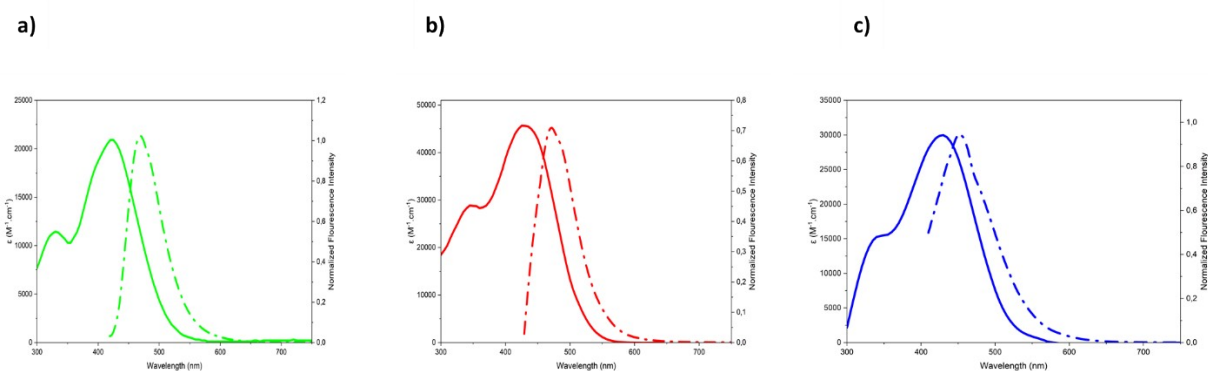 a)
b)
c)
25000
20000
15000
10000
5000
0
ε (M⁻¹.cm⁻¹)
1,2
1,0
0,8
0,6
0,4
0,2
0,0
Normalized Flourescence Intensity
300 400 500 600 700
Wavelength (nm)
50000
40000
30000
20000
10000
0
ε (M⁻¹.cm⁻¹)
0,8
0,7
0,6
0,5
0,4
0,3
0,2
0,1
0,0
Normalized Flourescence Intensity
300 400 500 600 700
Wavelength (nm)
35000
30000
25000
20000
15000
10000
5000
0
ε (M⁻¹.cm⁻¹)
1,0
0,8
0,6
0,4
0,2
0,0
Normalized Flourescence Intensity
300 400 500 600 700
Wavelength (nm)